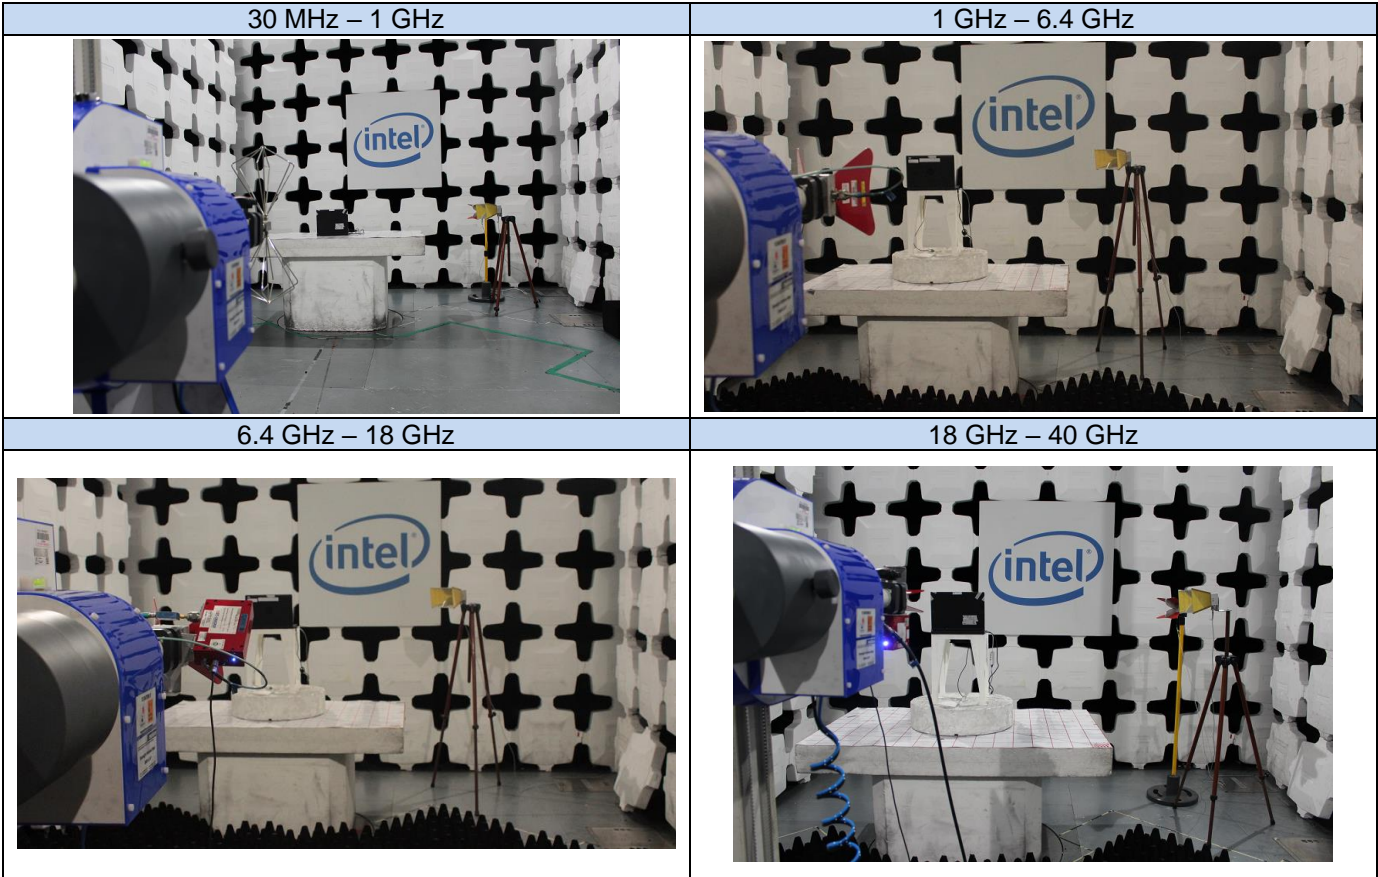 30 MHz – 1 GHz
1 GHz – 6.4 GHz
intel
intel
6.4 GHz – 18 GHz
18 GHz – 40 GHz
intel
intel